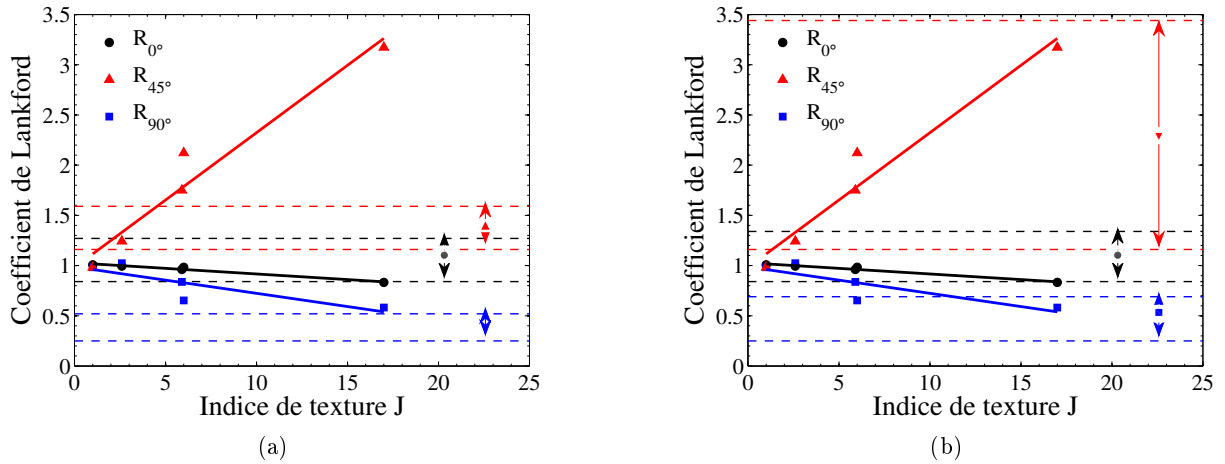 3.5
3
2.5
2
1.5
1
0.5
0
0 5 10 15 20 25
Coefficient de Lankford
Indice de texture J
R0°
R45°
R90°
(a)
3.5
3
2.5
2
1.5
1
0.5
0
0 5 10 15 20 25
Coefficient de Lankford
Indice de texture J
R0°
R45°
R90°
(b)